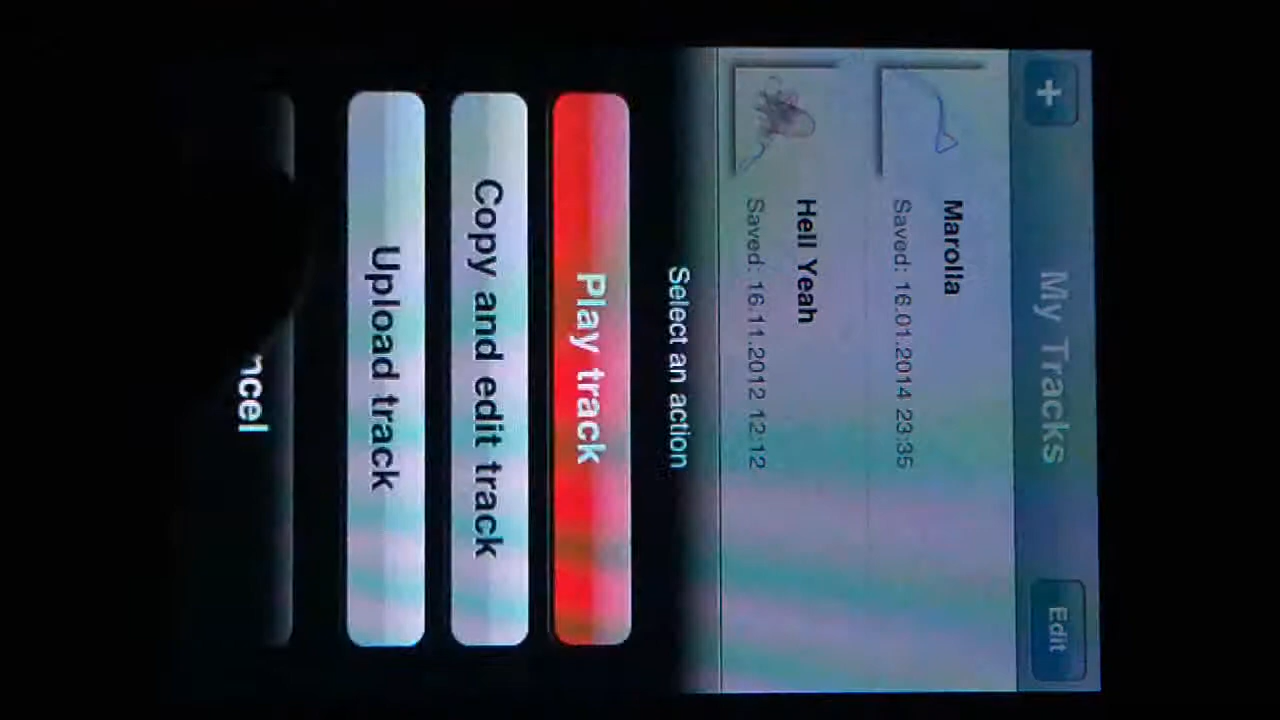 +
My Tracks
Edit
Marolla
Saved: 16.01.2014 23:35
Hell Yeah
Saved: 16.11.2012 12:12
Select an action
Play track
Copy and edit track
Upload track
ncel